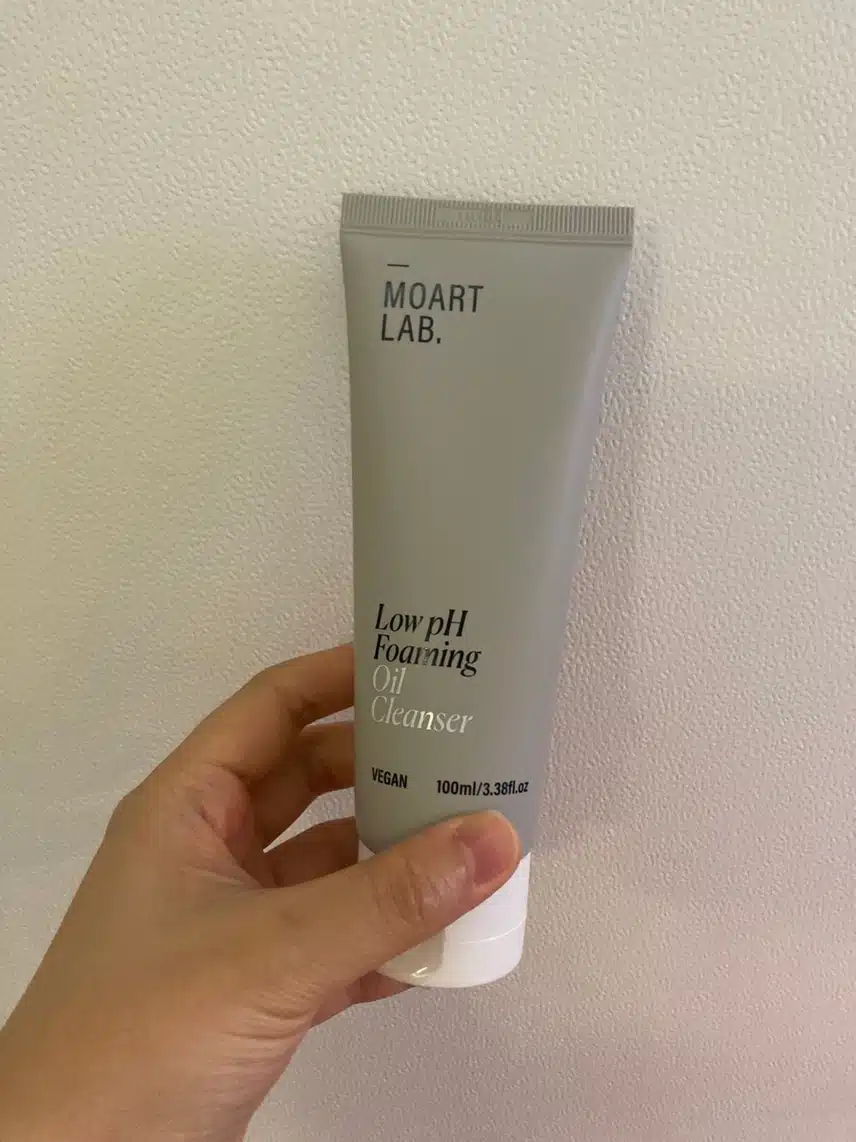 MOART
LAB.
Low pH
Foaming
Oil
Cleanser
VEGAN 100ml/3.38fl.oz